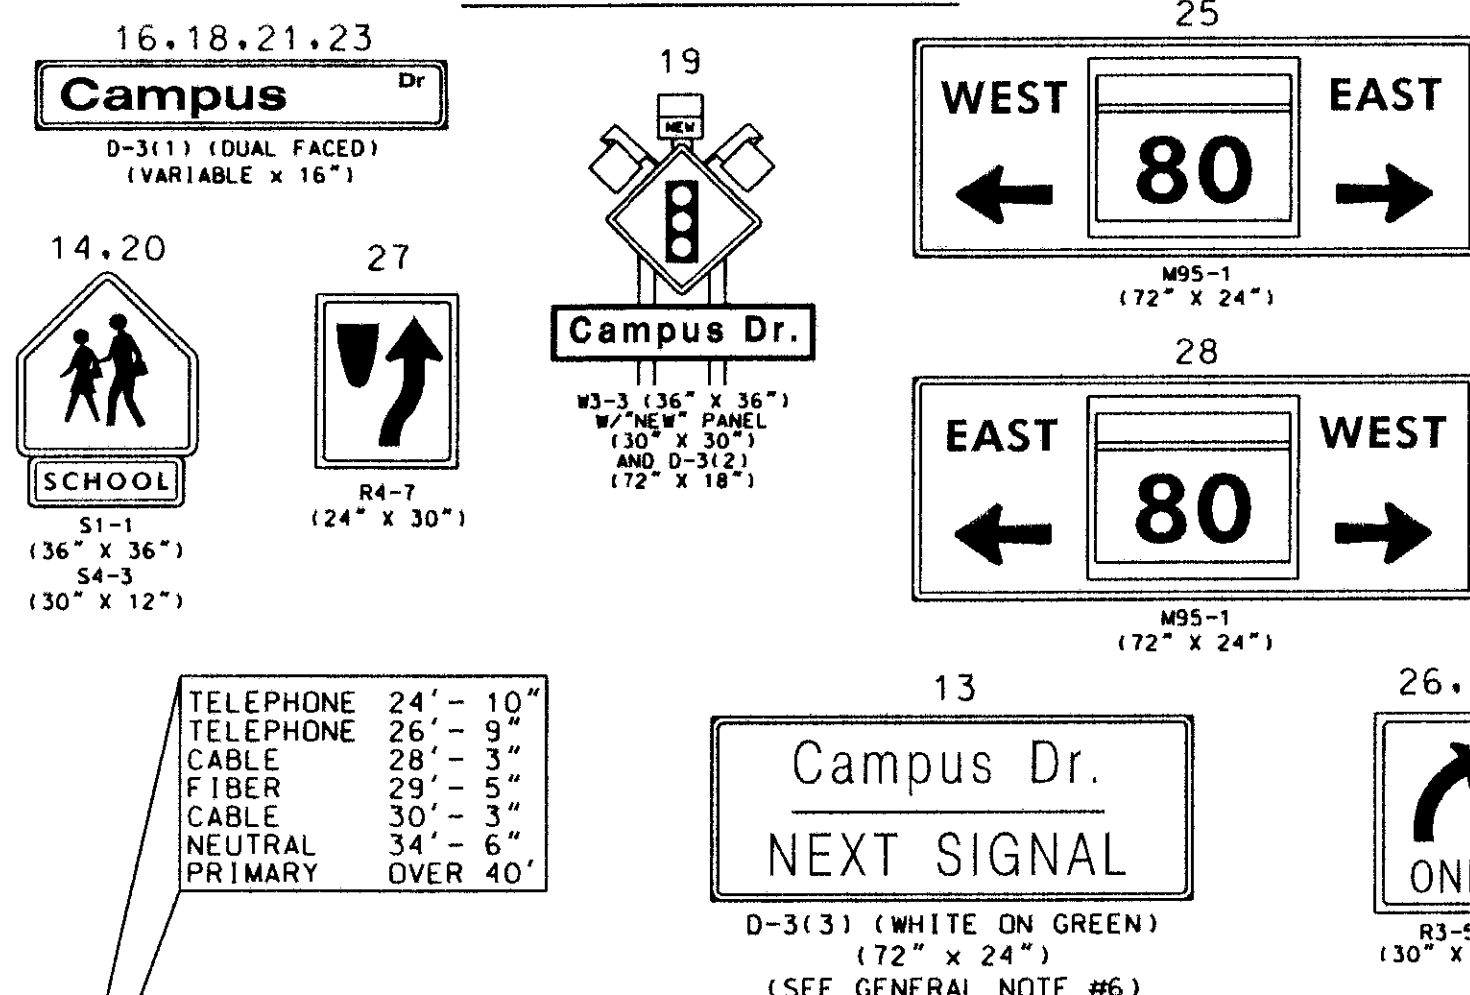 16.18.21.23
Campus Dr
D-3(1) (DUAL FACED)
(VARIABLE x 16")
19
NEW
Campus Dr.
W3-3 (36" X 36")
W/"NEW" PANEL
(30" X 30")
AND D-3(2)
(72" X 18")
25
WEST 80 EAST
M95-1
(72" X 24")
14.20
SCHOOL
S1-1
(36" X 36")
S4-3
(30" X 12")
27
R4-7
(24" X 30")
28
EAST 80 WEST
M95-1
(72" X 24")
TELEPHONE 24' - 10"
TELEPHONE 26' - 9"
CABLE 28' - 3"
FIBER 29' - 5"
CABLE 30' - 3"
NEUTRAL 34' - 6"
PRIMARY OVER 40'
13
Campus Dr.
NEXT SIGNAL
D-3(3) (WHITE ON GREEN)
(72" x 24")
(SEE GENERAL NOTE #6)
26.
R3-5
(30" X